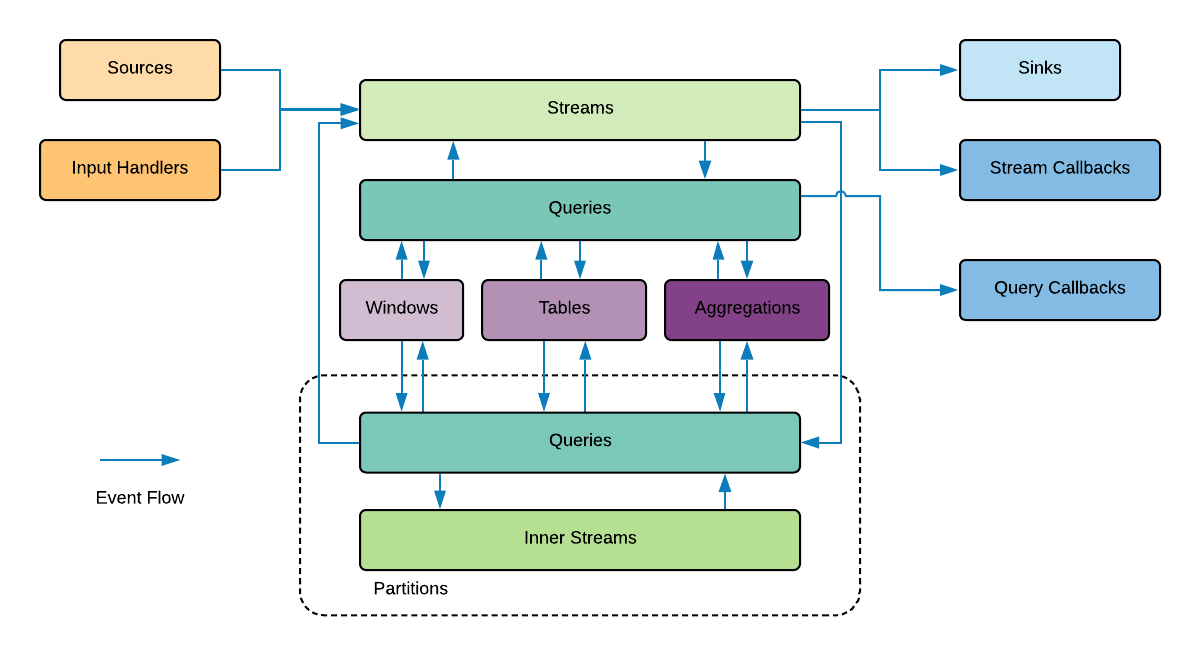 Sources
Input Handlers
Streams
Sinks
Stream Callbacks
Queries
Query Callbacks
Windows
Tables
Aggregations
Queries
Inner Streams
Partitions
Event Flow